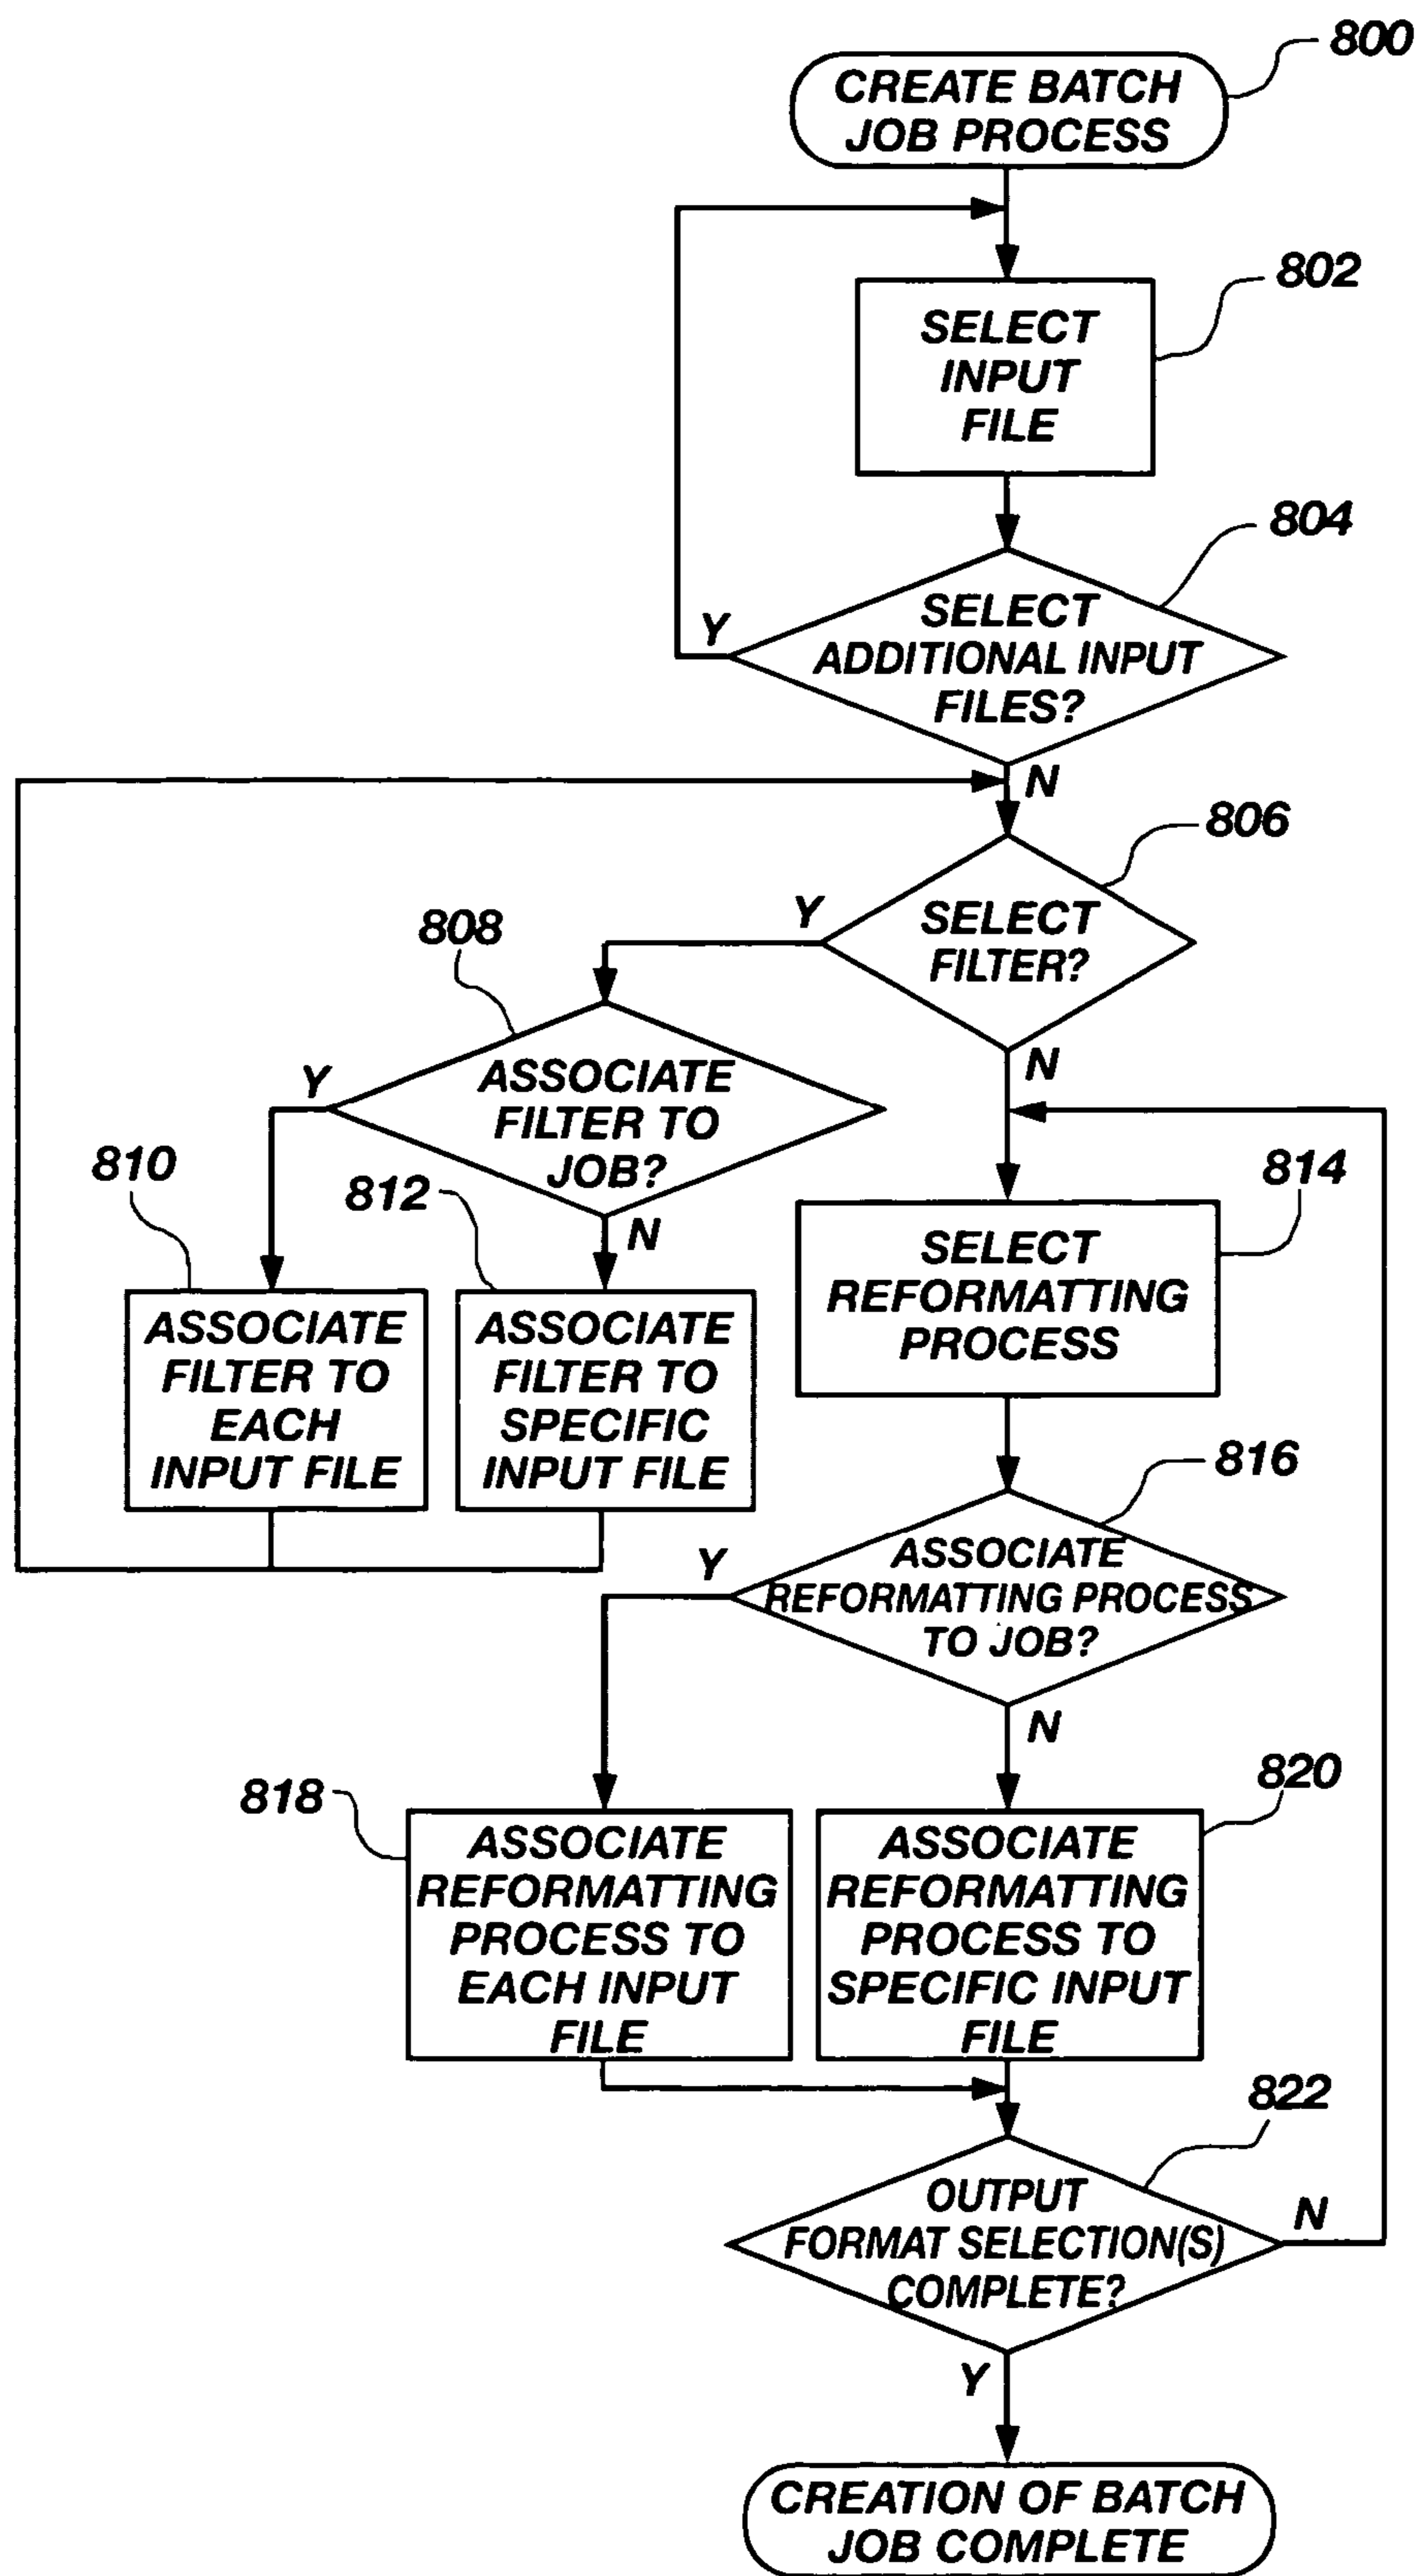 800
CREATE BATCH
JOB PROCESS
802
SELECT
INPUT
FILE
804
SELECT
ADDITIONAL INPUT
FILES?
Y
N
806
SELECT
FILTER?
Y
N
808
ASSOCIATE
FILTER TO
JOB?
Y
N
810
ASSOCIATE
FILTER TO
EACH
INPUT FILE
812
ASSOCIATE
FILTER TO
SPECIFIC
INPUT FILE
814
SELECT
REFORMATTING
PROCESS
816
ASSOCIATE
REFORMATTING PROCESS
TO JOB?
Y
N
818
ASSOCIATE
REFORMATTING
PROCESS TO
EACH INPUT
FILE
820
ASSOCIATE
REFORMATTING
PROCESS TO
SPECIFIC INPUT
FILE
822
OUTPUT
FORMAT SELECTION(S)
COMPLETE?
N
Y
CREATION OF BATCH
JOB COMPLETE